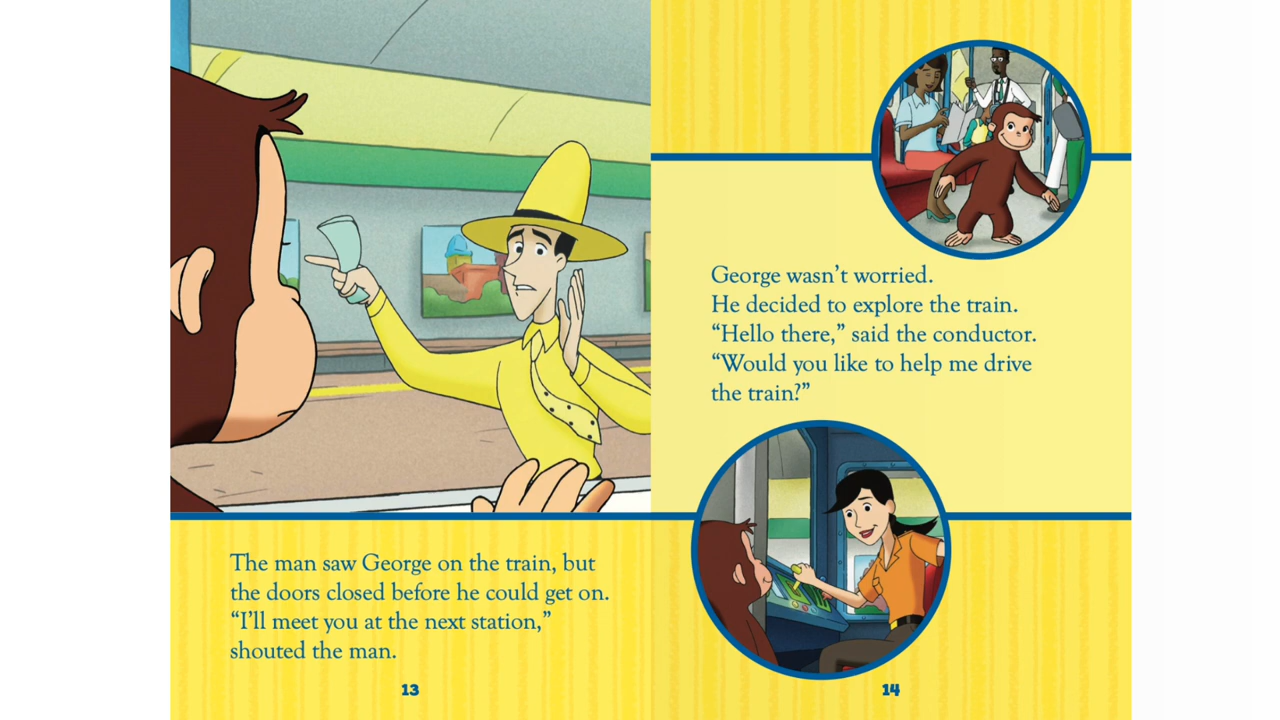 The man saw George on the train, but
the doors closed before he could get on.
“I’ll meet you at the next station,”
shouted the man.
13
George wasn’t worried.
He decided to explore the train.
“Hello there,” said the conductor.
“Would you like to help me drive
the train?”
14